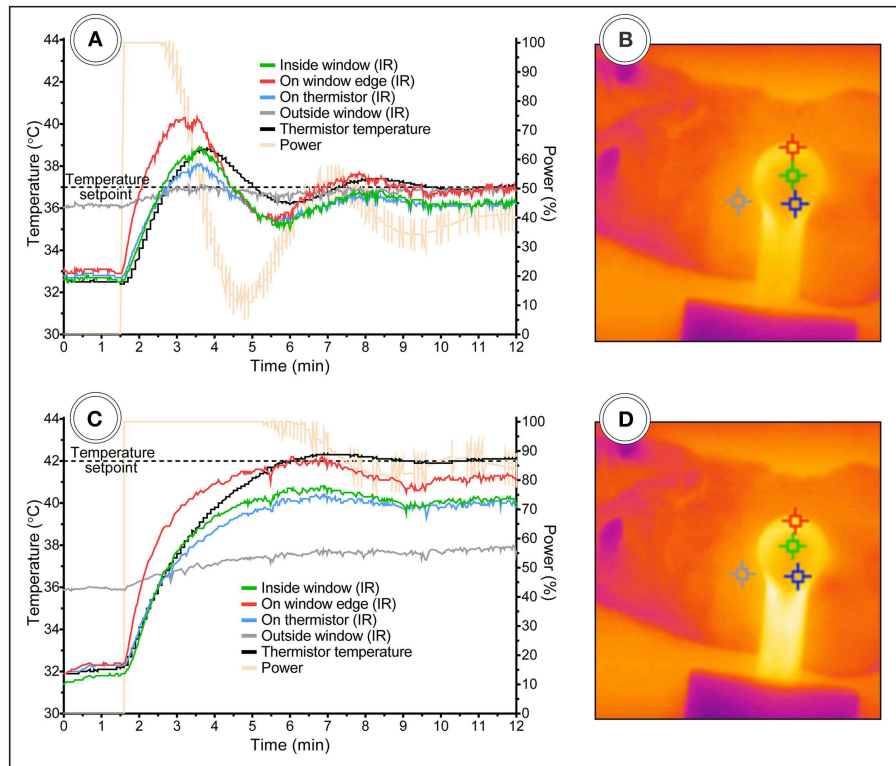 A
B
44
42
40
38
36
34
32
30
Temperature (°C)
Temperature
setpoint
Inside window (IR)
On window edge (IR)
On thermistor (IR)
Outside window (IR)
Thermistor temperature
Power
100
90
80
70
60
50
40
30
20
10
0
Power (%)
0 1 2 3 4 5 6 7 8 9 10 11 12
Time (min)
C
D
44
42
40
38
36
34
32
30
Temperature (°C)
Temperature
setpoint
Inside window (IR)
On window edge (IR)
On thermistor (IR)
Outside window (IR)
Thermistor temperature
Power
100
90
80
70
60
50
40
30
20
10
0
Power (%)
0 1 2 3 4 5 6 7 8 9 10 11 12
Time (min)